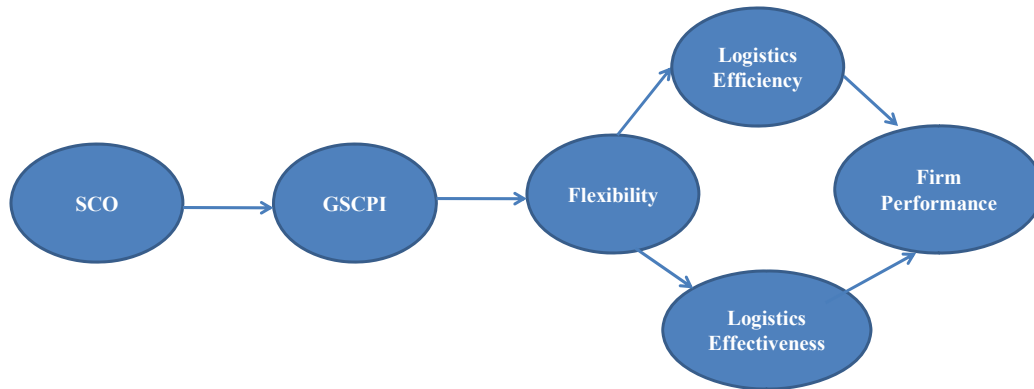 SCO
GSCPI
Flexibility
Logistics
Efficiency
Logistics
Effectiveness
Firm
Performance